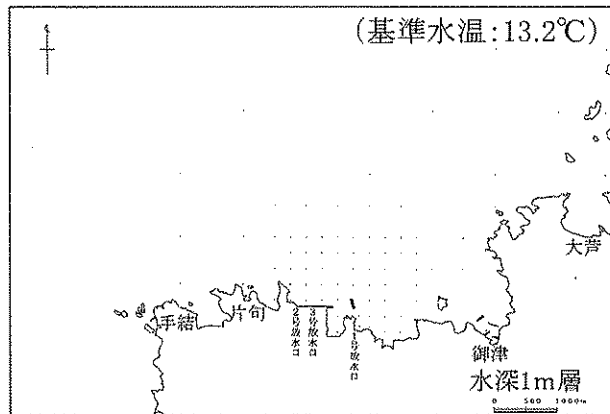 (基準水温:13.2℃)
大芦
手結
片句
2号放水口
3号放水口
1号放水口
御津
水深1m層
0 500 1000m